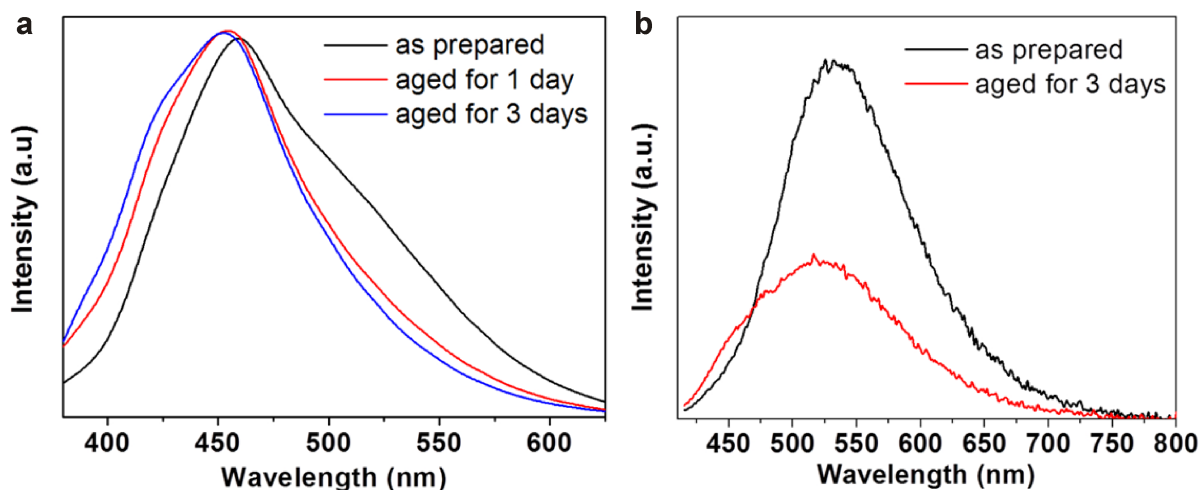 a
as prepared
aged for 1 day
aged for 3 days
Intensity (a.u)
400 450 500 550 600
Wavelength (nm)
b
as prepared
aged for 3 days
Intensity (a.u.)
450 500 550 600 650 700 750 800
Wavelength (nm)